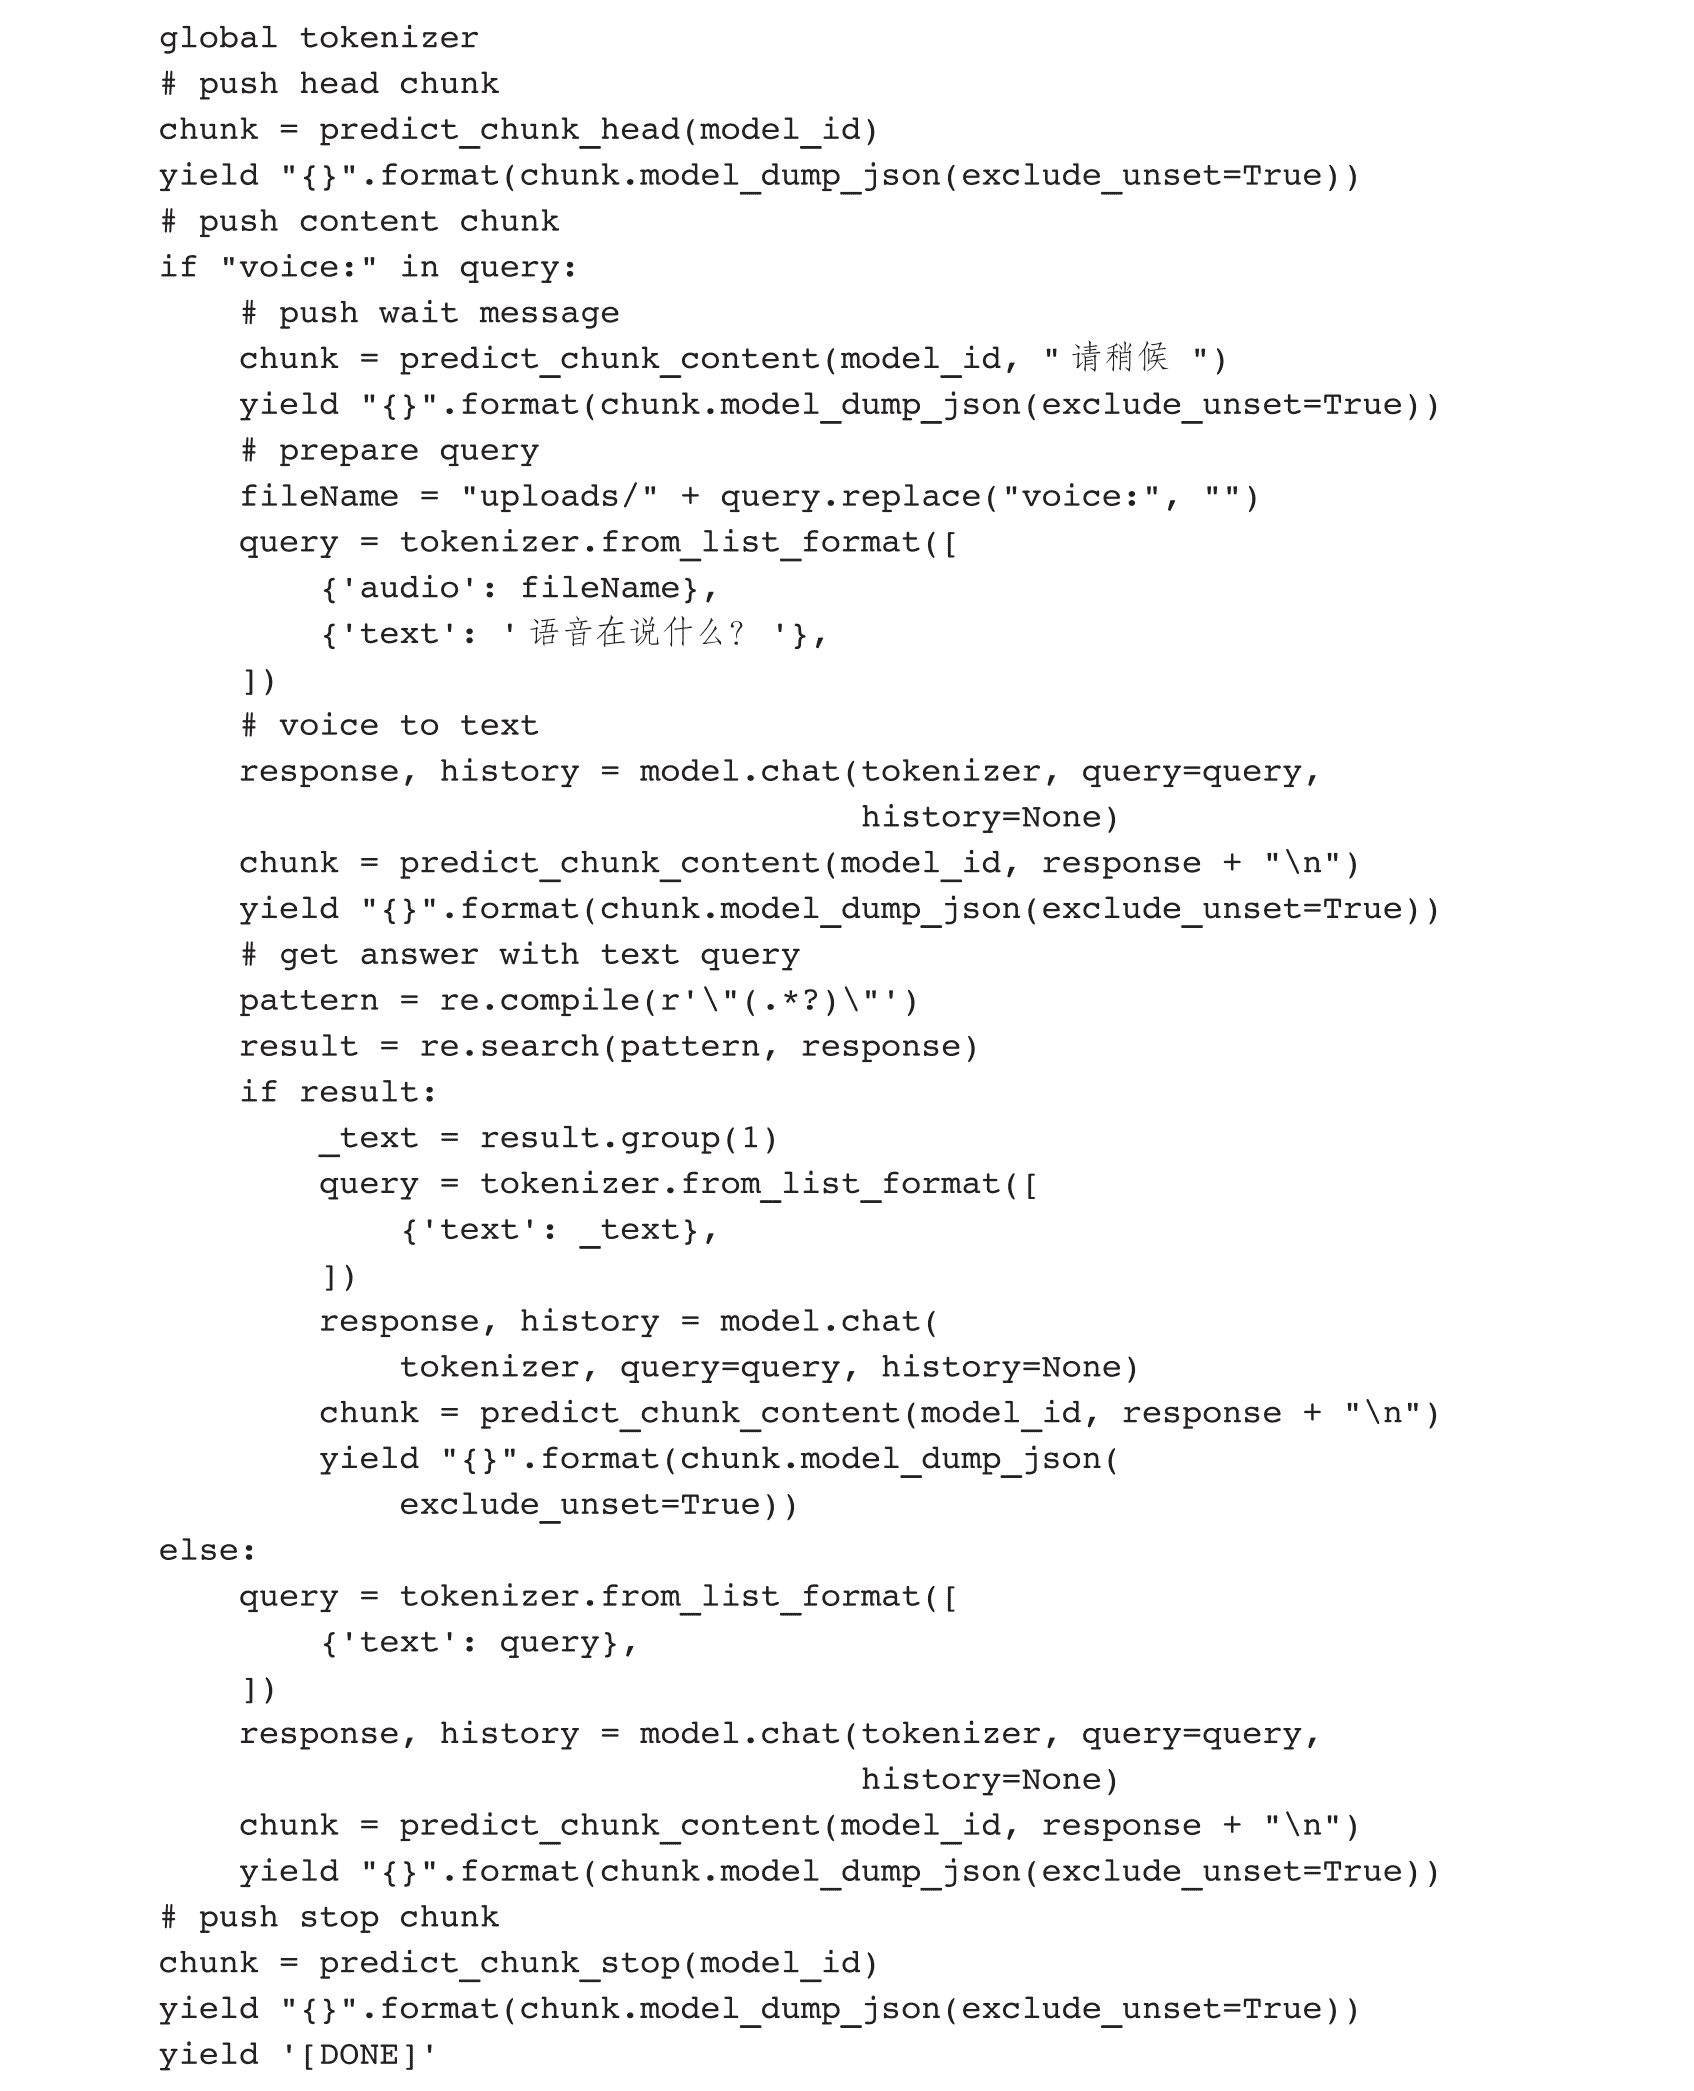 global tokenizer
# push head chunk
chunk = predict_chunk_head(model_id)
yield "{}".format(chunk.model_dump_json(exclude_unset=True))
# push content chunk
if "voice:" in query:
    # push wait message
    chunk = predict_chunk_content(model_id, "请稍候 ")
    yield "{}".format(chunk.model_dump_json(exclude_unset=True))
    # prepare query
    fileName = "uploads/" + query.replace("voice:", "")
    query = tokenizer.from_list_format([
        {'audio': fileName},
        {'text': '语音在说什么？ '},
    ])
    # voice to text
    response, history = model.chat(tokenizer, query=query,
                                   history=None)
    chunk = predict_chunk_content(model_id, response + "\n")
    yield "{}".format(chunk.model_dump_json(exclude_unset=True))
    # get answer with text query
    pattern = re.compile(r'\"(.*?)\"')
    result = re.search(pattern, response)
    if result:
        _text = result.group(1)
        query = tokenizer.from_list_format([
            {'text': _text},
        ])
        response, history = model.chat(
            tokenizer, query=query, history=None)
        chunk = predict_chunk_content(model_id, response + "\n")
        yield "{}".format(chunk.model_dump_json(
            exclude_unset=True))
else:
    query = tokenizer.from_list_format([
        {'text': query},
    ])
    response, history = model.chat(tokenizer, query=query,
                                   history=None)
    chunk = predict_chunk_content(model_id, response + "\n")
    yield "{}".format(chunk.model_dump_json(exclude_unset=True))
# push stop chunk
chunk = predict_chunk_stop(model_id)
yield "{}".format(chunk.model_dump_json(exclude_unset=True))
yield '[DONE]'